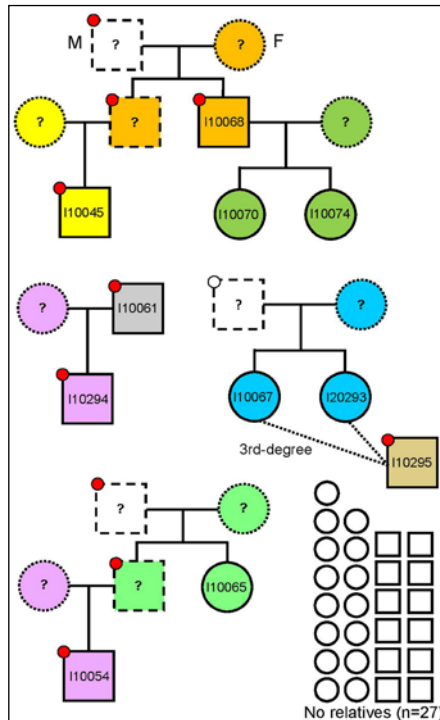 M ? ? F
? ? I10068 ?
I10045 I10070 I10074
? I10061 ? ?
I10294 I10067 I20293
3rd-degree I10295
? ?
? ? I10065
I10054
No relatives (n=27)